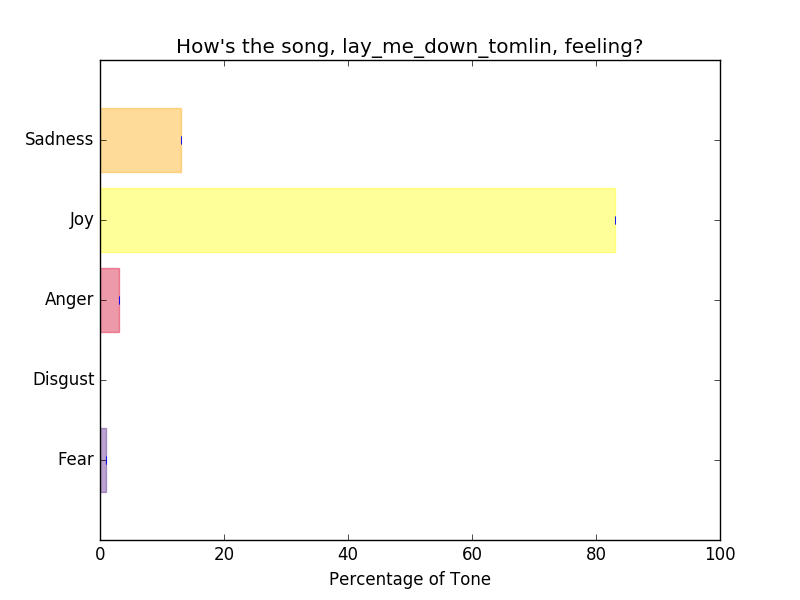 How's the song, lay_me_down_tomlin, feeling?
Sadness
Joy
Anger
Disgust
Fear
0 20 40 60 80 100
Percentage of Tone